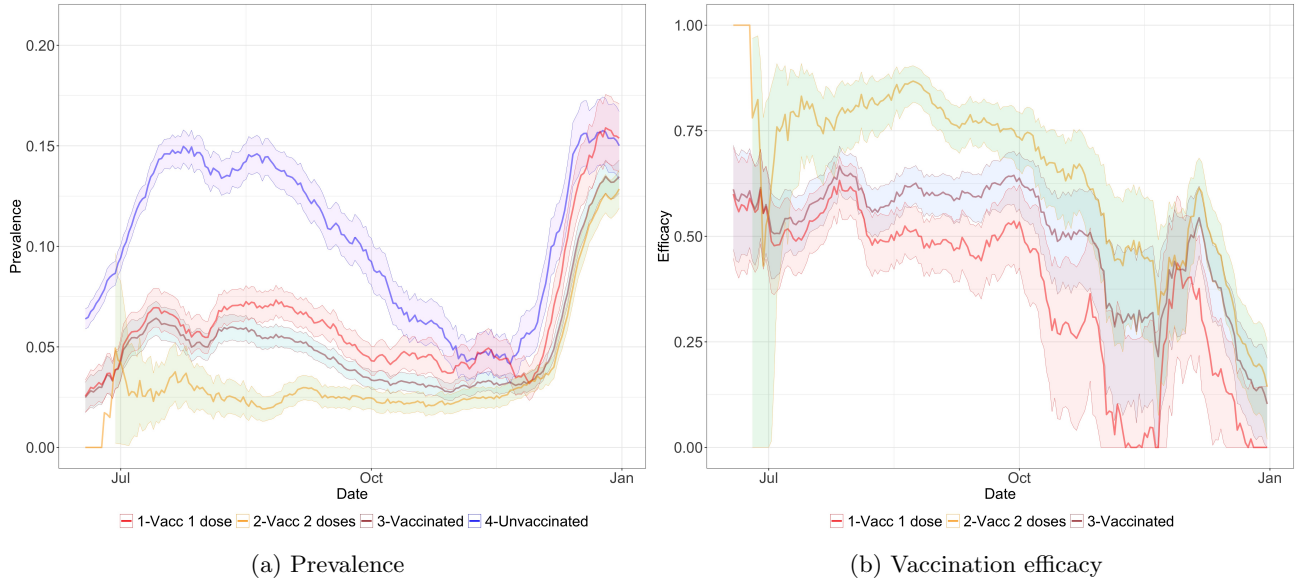 0.20
0.15
0.10
0.05
0.00
Prevalence
Jul
Oct
Jan
Date
1-Vacc 1 dose 2-Vacc 2 doses 3-Vaccinated 4-Unvaccinated
(a) Prevalence
1.00
0.75
0.50
0.25
0.00
Efficacy
Jul
Oct
Jan
Date
1-Vacc 1 dose 2-Vacc 2 doses 3-Vaccinated
(b) Vaccination efficacy